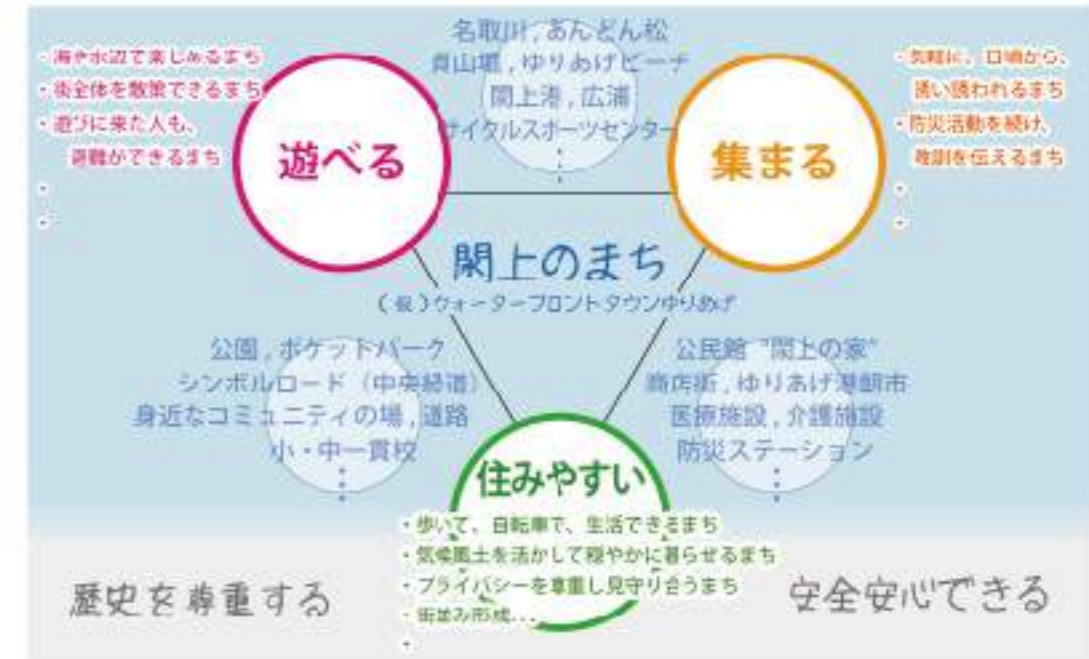 名取川,あんどん松
貞山堀,ゆりあげビーチ
閖上港,広浦
サイクルスポーツセンター
・海や水辺で楽しめるまち
・街全体を散策できるまち
・遊びに来た人も、
避難ができるまち
・
・
遊べる
集まる
・気軽に、日頃から、
誘い誘われるまち
・防災活動を続け、
教訓を伝えるまち
・
・
閖上のまち
(仮)ウォーターフロントタウンゆりあげ
公園,ポケットパーク
シンボルロード(中央緑道)
身近なコミュニティの場,道路
小・中一貫校
公民館 "閖上の家"
商店街,ゆりあげ港朝市
医療施設,介護施設
防災ステーション
住みやすい
・歩いて、自転車で、生活できるまち
・気候風土を活かして穏やかに暮らせるまち
・プライバシーを尊重し見守り合うまち
・街並み形成...
・
歴史を尊重する
安全安心できる